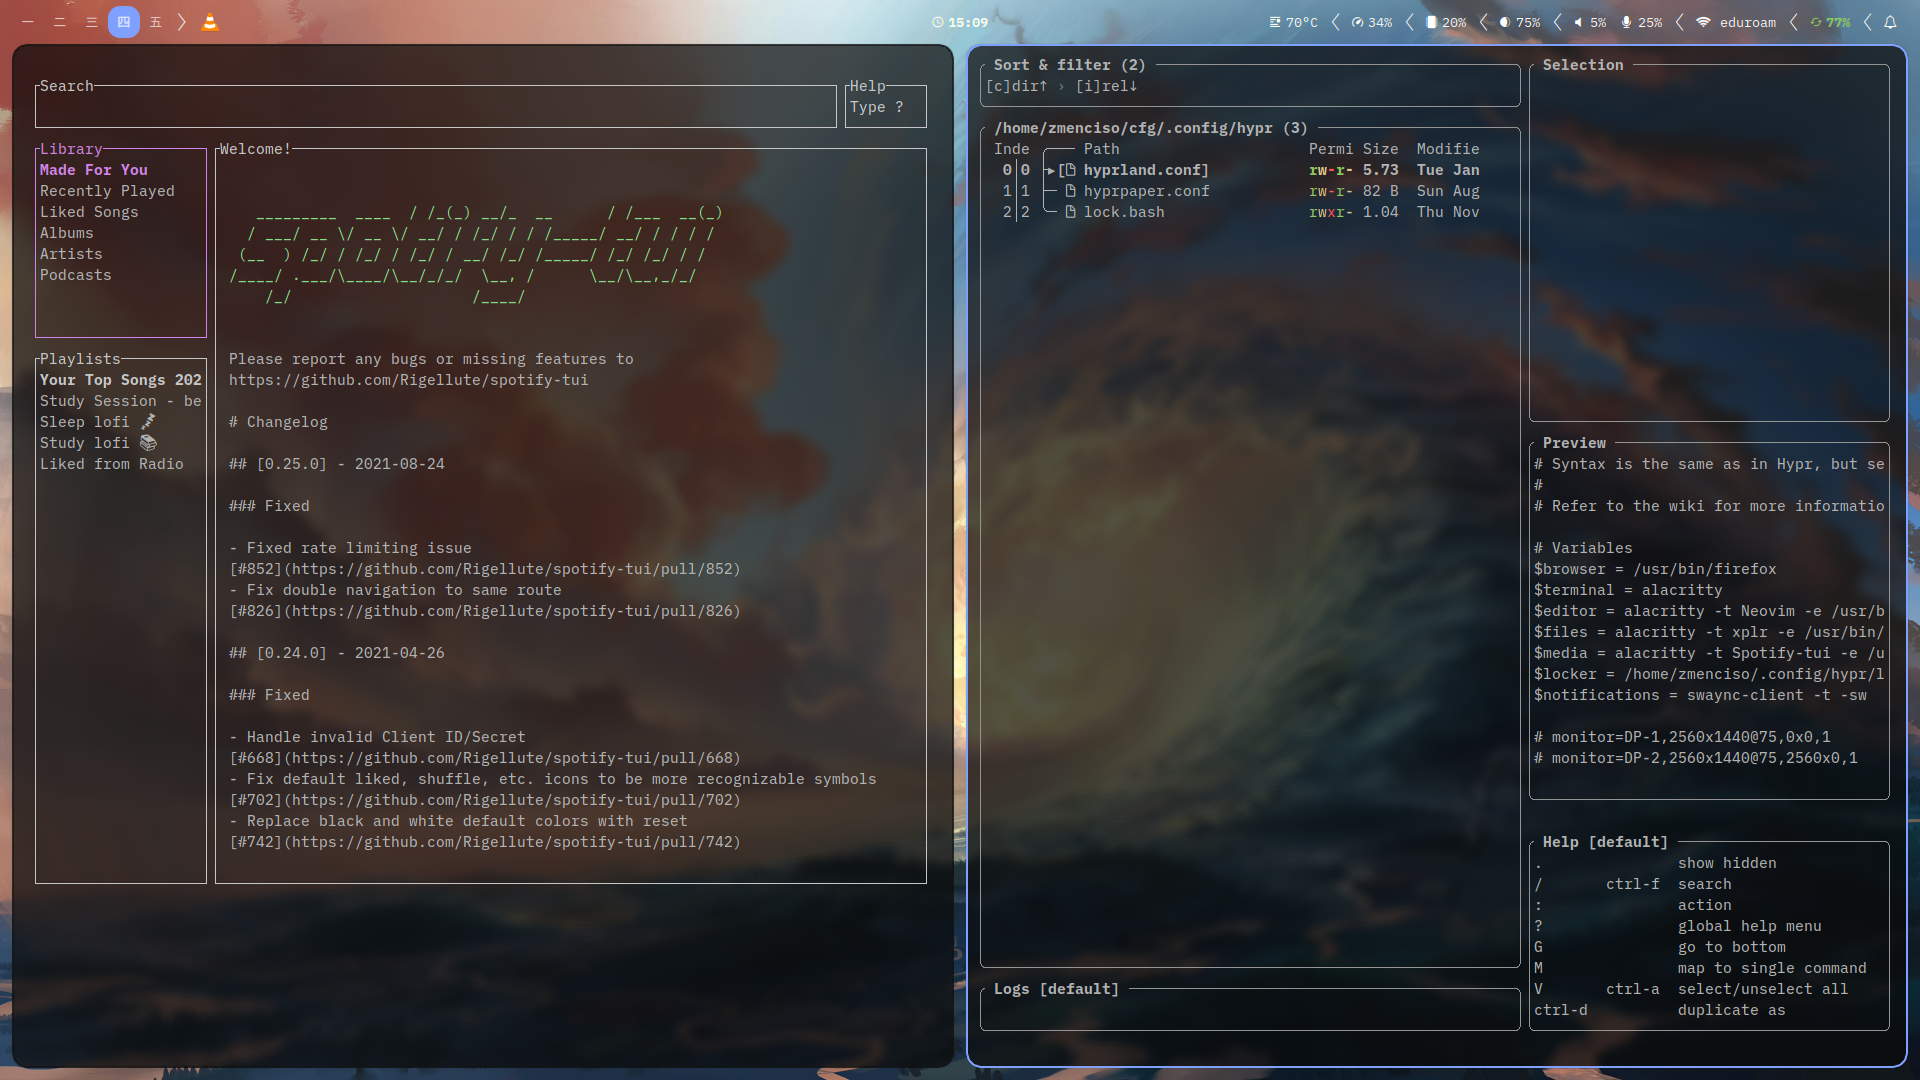 一 二 三 四 五
15:09
70°C 34% 20% 75% 5% 25% eduroam 77%
Search
Help
Type ?
Library
Made For You
Recently Played
Liked Songs
Albums
Artists
Podcasts
Playlists
Your Top Songs 202
Study Session - be
Sleep lofi 💤
Study lofi 📚
Liked from Radio
Welcome!
spotify-tui
Please report any bugs or missing features to
https://github.com/Rigellute/spotify-tui
# Changelog
## [0.25.0] - 2021-08-24
### Fixed
- Fixed rate limiting issue
[#852](https://github.com/Rigellute/spotify-tui/pull/852)
- Fix double navigation to same route
[#826](https://github.com/Rigellute/spotify-tui/pull/826)
## [0.24.0] - 2021-04-26
### Fixed
- Handle invalid Client ID/Secret
[#668](https://github.com/Rigellute/spotify-tui/pull/668)
- Fix default liked, shuffle, etc. icons to be more recognizable symbols
[#702](https://github.com/Rigellute/spotify-tui/pull/702)
- Replace black and white default colors with reset
[#742](https://github.com/Rigellute/spotify-tui/pull/742)
Sort & filter (2)
[c]dir↑ › [i]rel↓
/home/zmenciso/cfg/.config/hypr (3)
Inde Path Permi Size Modifie
0│0 ▸[ hyprland.conf] rw-r- 5.73 Tue Jan
1│1 hyprpaper.conf rw-r- 82 B Sun Aug
2│2 lock.bash rwxr- 1.04 Thu Nov
Logs [default]
Selection
Preview
# Syntax is the same as in Hypr, but se
#
# Refer to the wiki for more informatio
# Variables
$browser = /usr/bin/firefox
$terminal = alacritty
$editor = alacritty -t Neovim -e /usr/b
$files = alacritty -t xplr -e /usr/bin/
$media = alacritty -t Spotify-tui -e /u
$locker = /home/zmenciso/.config/hypr/l
$notifications = swaync-client -t -sw
# monitor=DP-1,2560x1440@75,0x0,1
# monitor=DP-2,2560x1440@75,2560x0,1
Help [default]
. show hidden
/ ctrl-f search
: action
? global help menu
G go to bottom
M map to single command
V ctrl-a select/unselect all
ctrl-d duplicate as